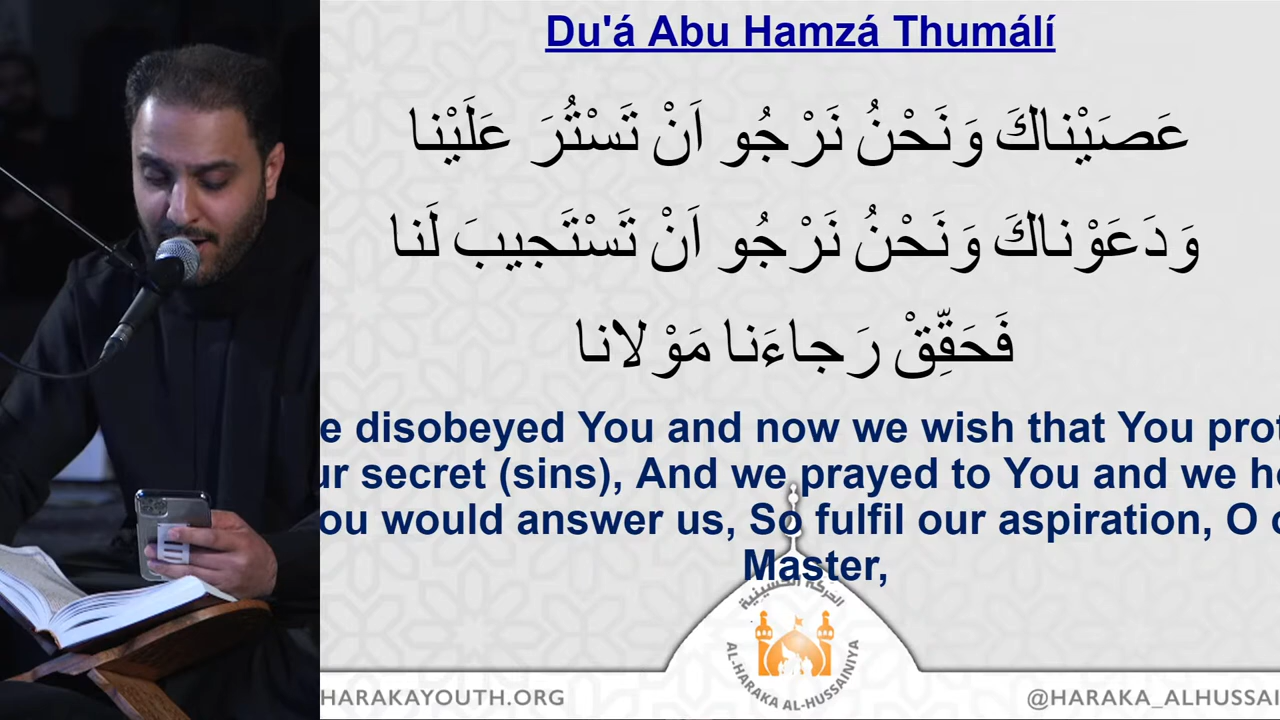 Du'á Abu Hamzá Thumálí
عَصَيْناكَ وَنَحْنُ نَرْجُو اَنْ تَسْتُرَ عَلَيْنا
وَدَعَوْناكَ وَنَحْنُ نَرْجُو اَنْ تَسْتَجيبَ لَنا
فَحَقِّقْ رَجاءَنا مَوْلانا
e disobeyed You and now we wish that You prot
ur secret (sins), And we prayed to You and we ho
ou would answer us, So fulfil our aspiration, O o
Master,
الحركة الحسينية
AL-HARAKA AL-HUSSAINIYA
HARAKAYOUTH.ORG
@HARAKA_ALHUSSAI